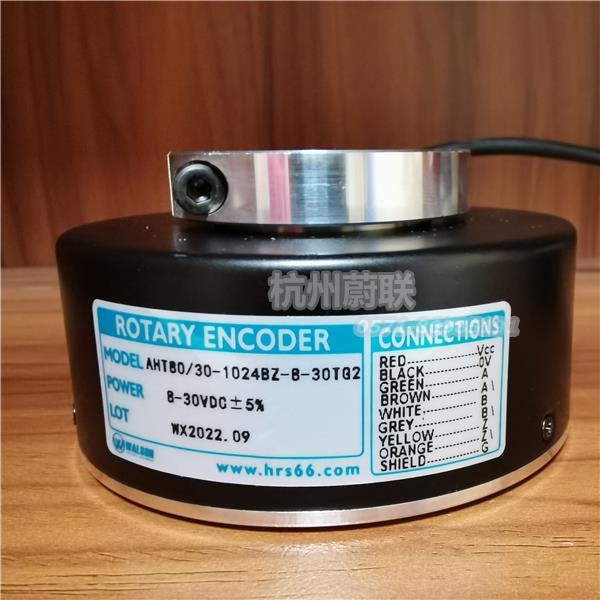 杭州蔚联
ROTARY ENCODER
MODEL AHT80/30-1024BZ-8-30TG2
POWER 8-30VDC±5%
LOT WX2022.09
WALSON
www.hrs66.com
CONNECTIONS
RED Vcc
BLACK 0V
GREEN A
BROWN A\
WHITE B
GREY B\
YELLOW Z
ORANGE Z\
SHIELD G